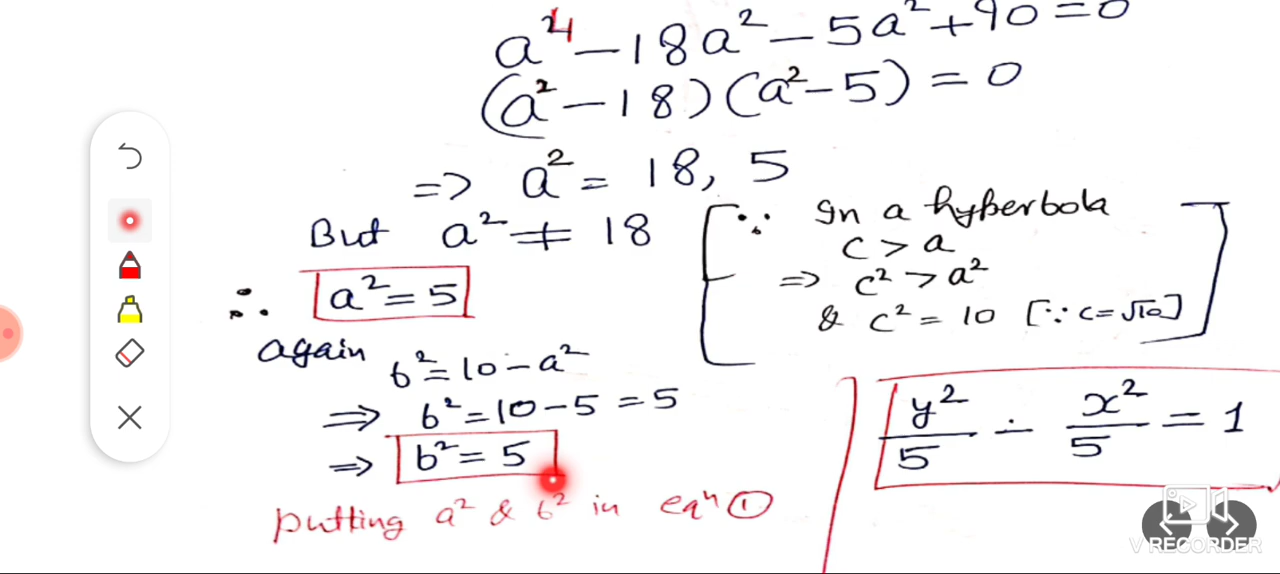 a⁴ – 18a² – 5a² + 90 = 0
(a² – 18) (a² – 5) = 0
=> a² = 18, 5
But a² ≠ 18
∴ a² = 5
[∵ In a hyperbola
c > a
=> c² > a²
& c² = 10 [∵ c = √10]]
again
b² = 10 – a²
=> b² = 10 – 5 = 5
=> b² = 5
putting a² & b² in eqⁿ ①
y²/5 – x²/5 = 1
V RECORDER